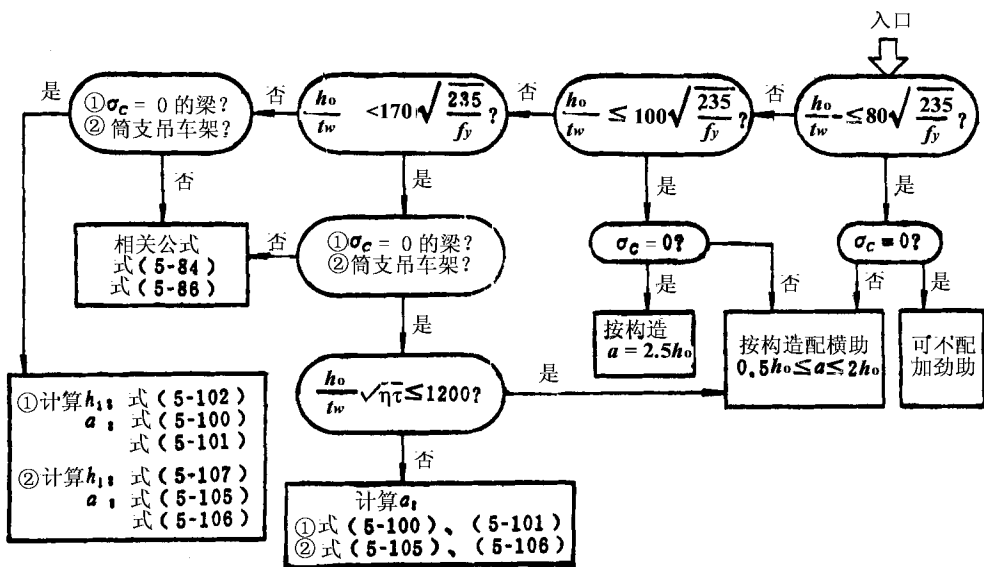 入口
h₀/t_w ≤80√(235/f_y)?
否
h₀/t_w ≤100√(235/f_y)?
否
h₀/t_w <170√(235/f_y)?
否
①σ_C = 0 的梁?
② 筒支吊车架?
是
是
σ_C = 0?
是
可不配
加劲助
否
按构造配横助
0.5h₀≤a≤2h₀
是
σ_C = 0?
否
是
按构造
a = 2.5h₀
是
①σ_C = 0 的梁?
②筒支吊车架?
否
否
相关公式
式(5-84)
式(5-86)
是
h₀/t_w √ητ ≤1200?
是
否
计算a:
①式(5-100)、(5-101)
②式(5-105)、(5-106)
①计算h₁: 式(5-102)
a: 式(5-100)
式(5-101)
②计算h₁: 式(5-107)
a: 式(5-105)
式(5-106)